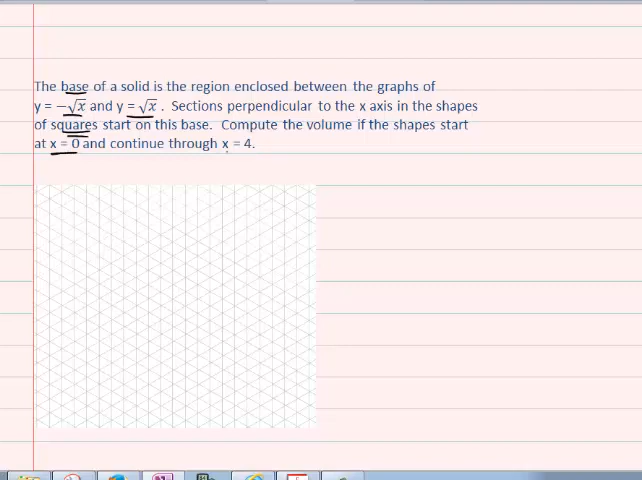 The base of a solid is the region enclosed between the graphs of
y = −√x and y = √x . Sections perpendicular to the x axis in the shapes
of squares start on this base. Compute the volume if the shapes start
at x = 0 and continue through x = 4.